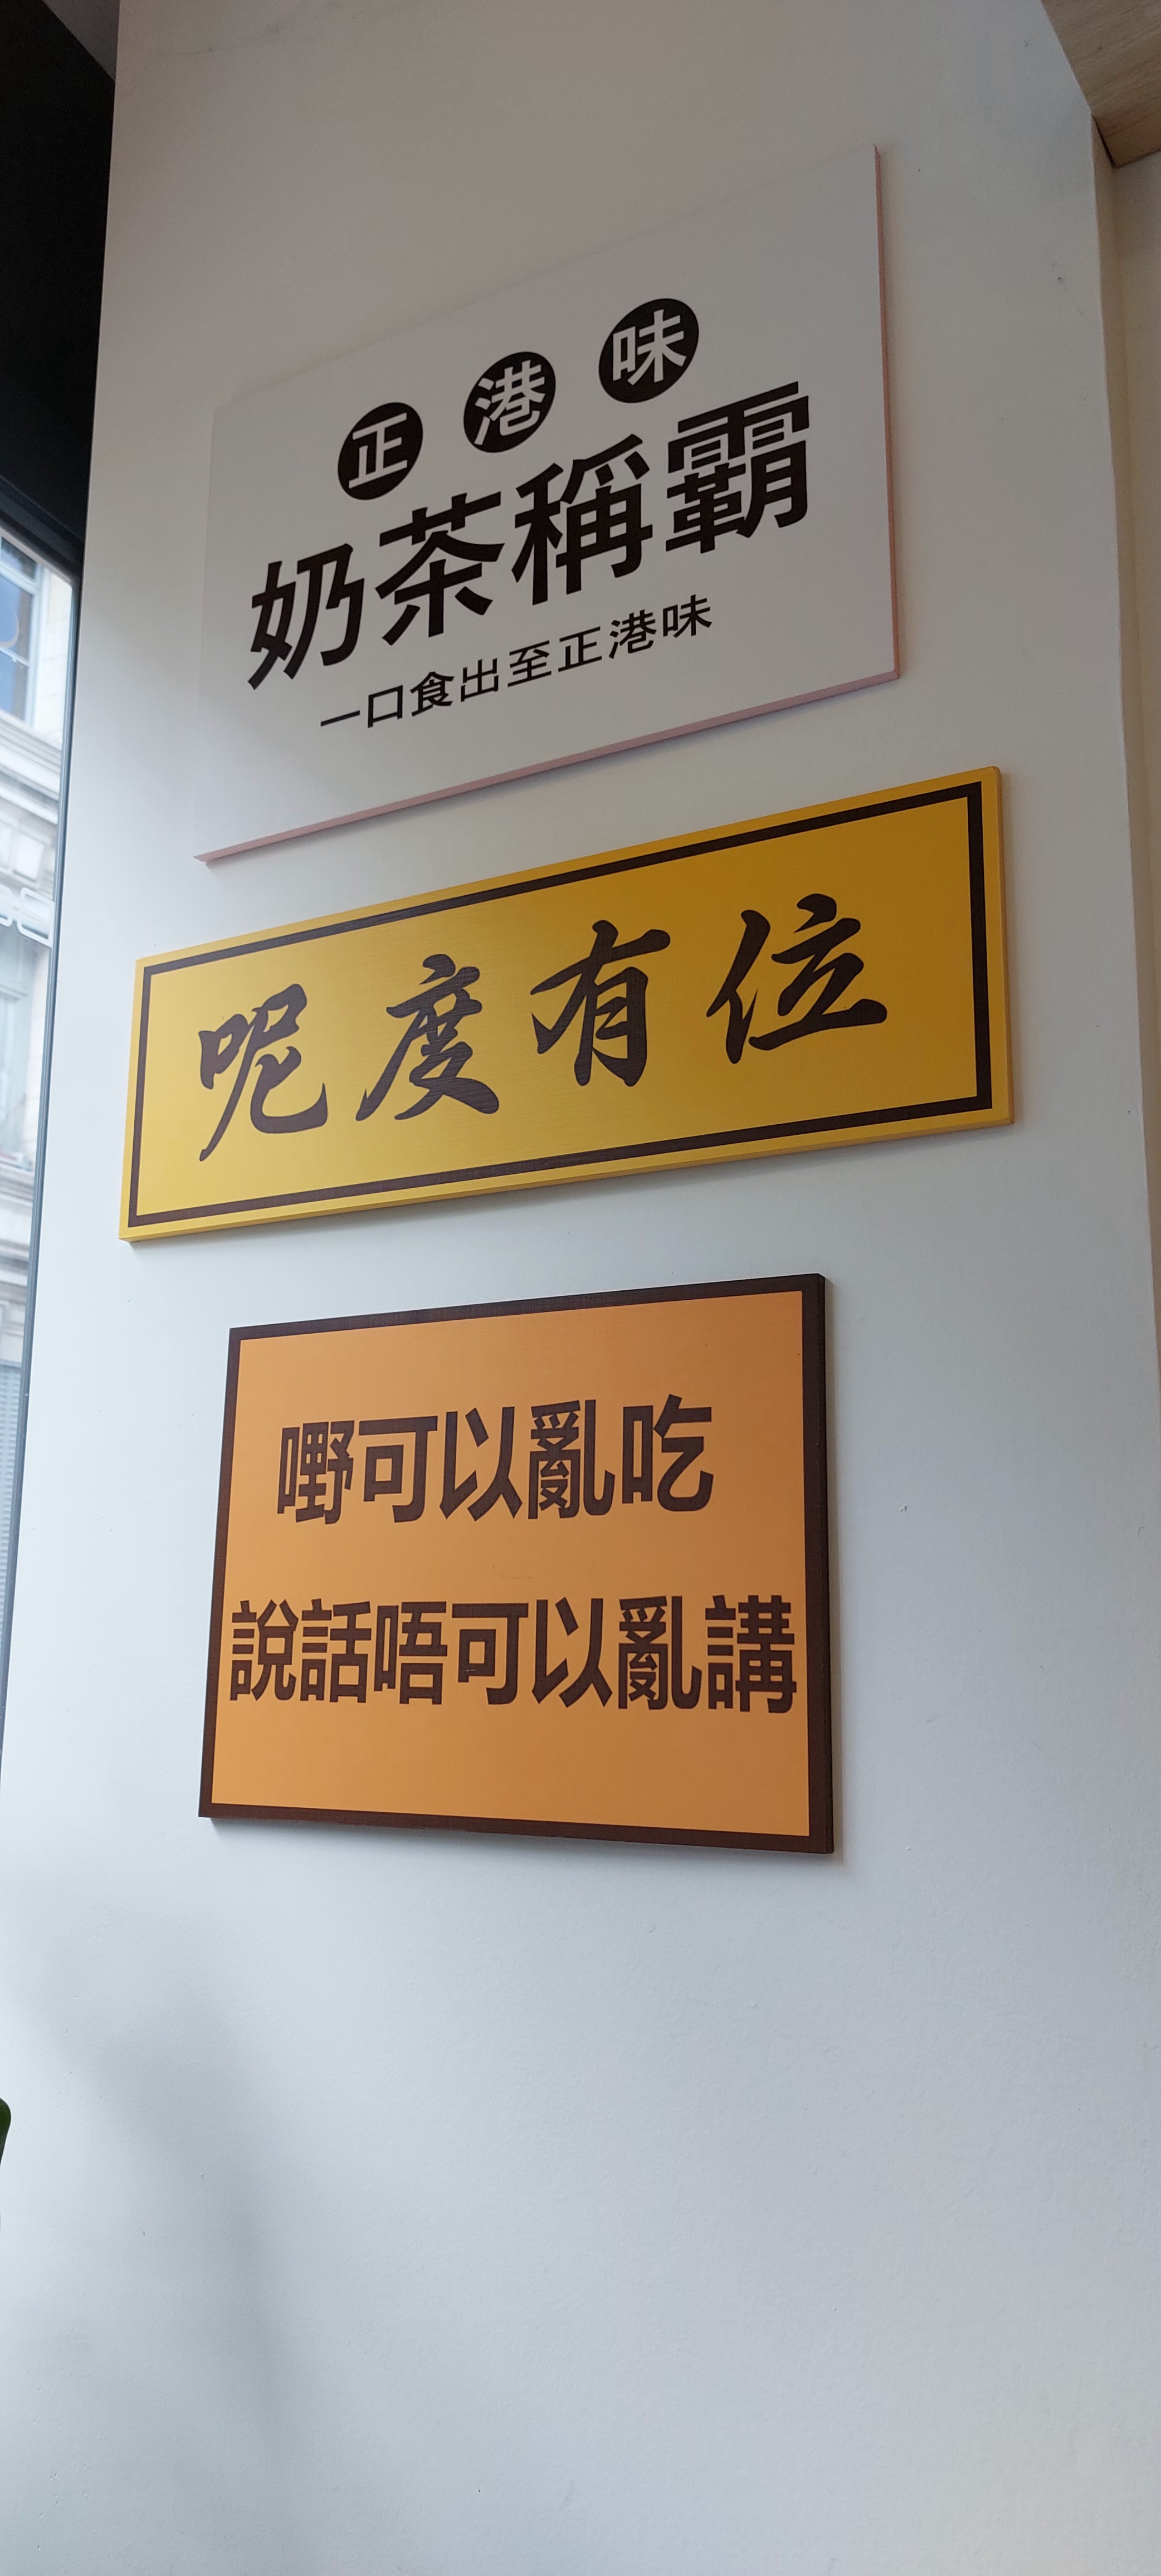 正港味
奶茶稱霸
一口食出至正港味
呢度有位
嘢可以亂吃
說話唔可以亂講